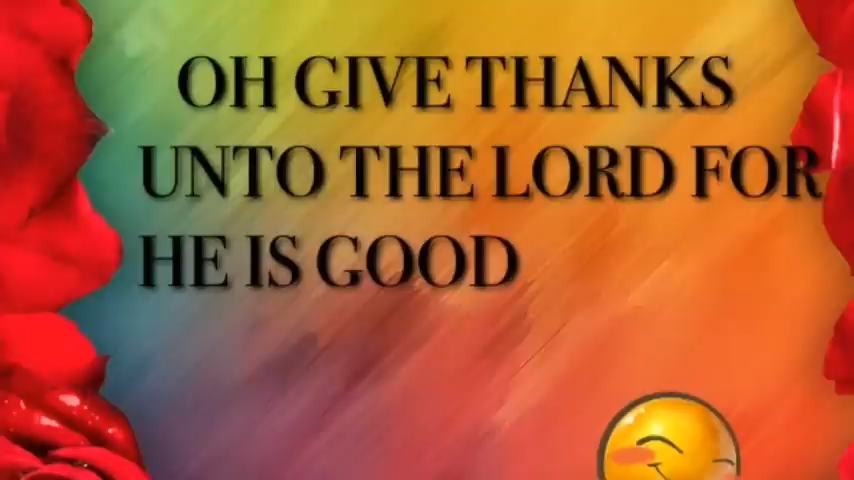 OH GIVE THANKS
UNTO THE LORD FOR
HE IS GOOD